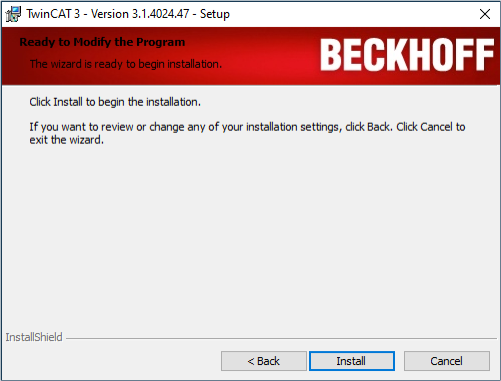 TwinCAT 3 - Version 3.1.4024.47 - Setup
Ready to Modify the Program
The wizard is ready to begin installation.
BECKHOFF
Click Install to begin the installation.
If you want to review or change any of your installation settings, click Back. Click Cancel to
exit the wizard.
InstallShield
< Back
Install
Cancel